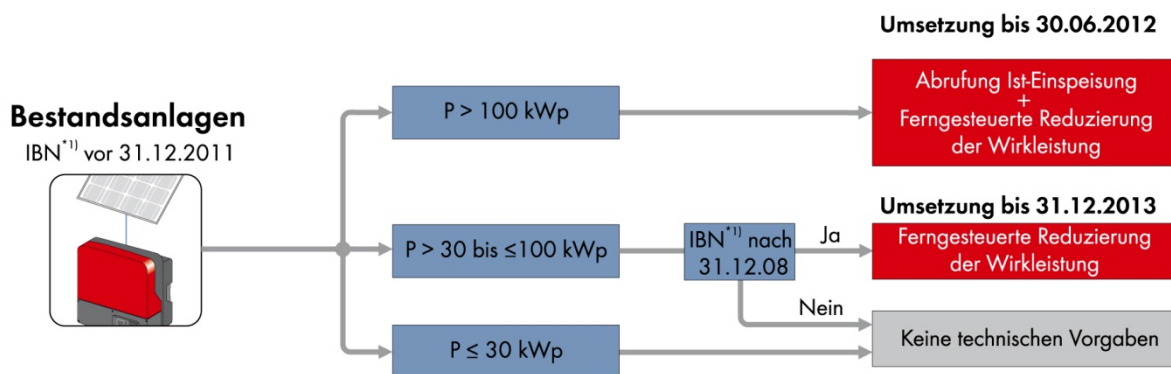 Umsetzung bis 30.06.2012
Bestandsanlagen
IBN*1) vor 31.12.2011
P > 100 kWp
Abrufung Ist-Einspeisung
+
Ferngesteuerte Reduzierung
der Wirkleistung
Umsetzung bis 31.12.2013
P > 30 bis ≤100 kWp
IBN*1) nach
31.12.08
Ja
Ferngesteuerte Reduzierung
der Wirkleistung
Nein
P ≤ 30 kWp
Keine technischen Vorgaben